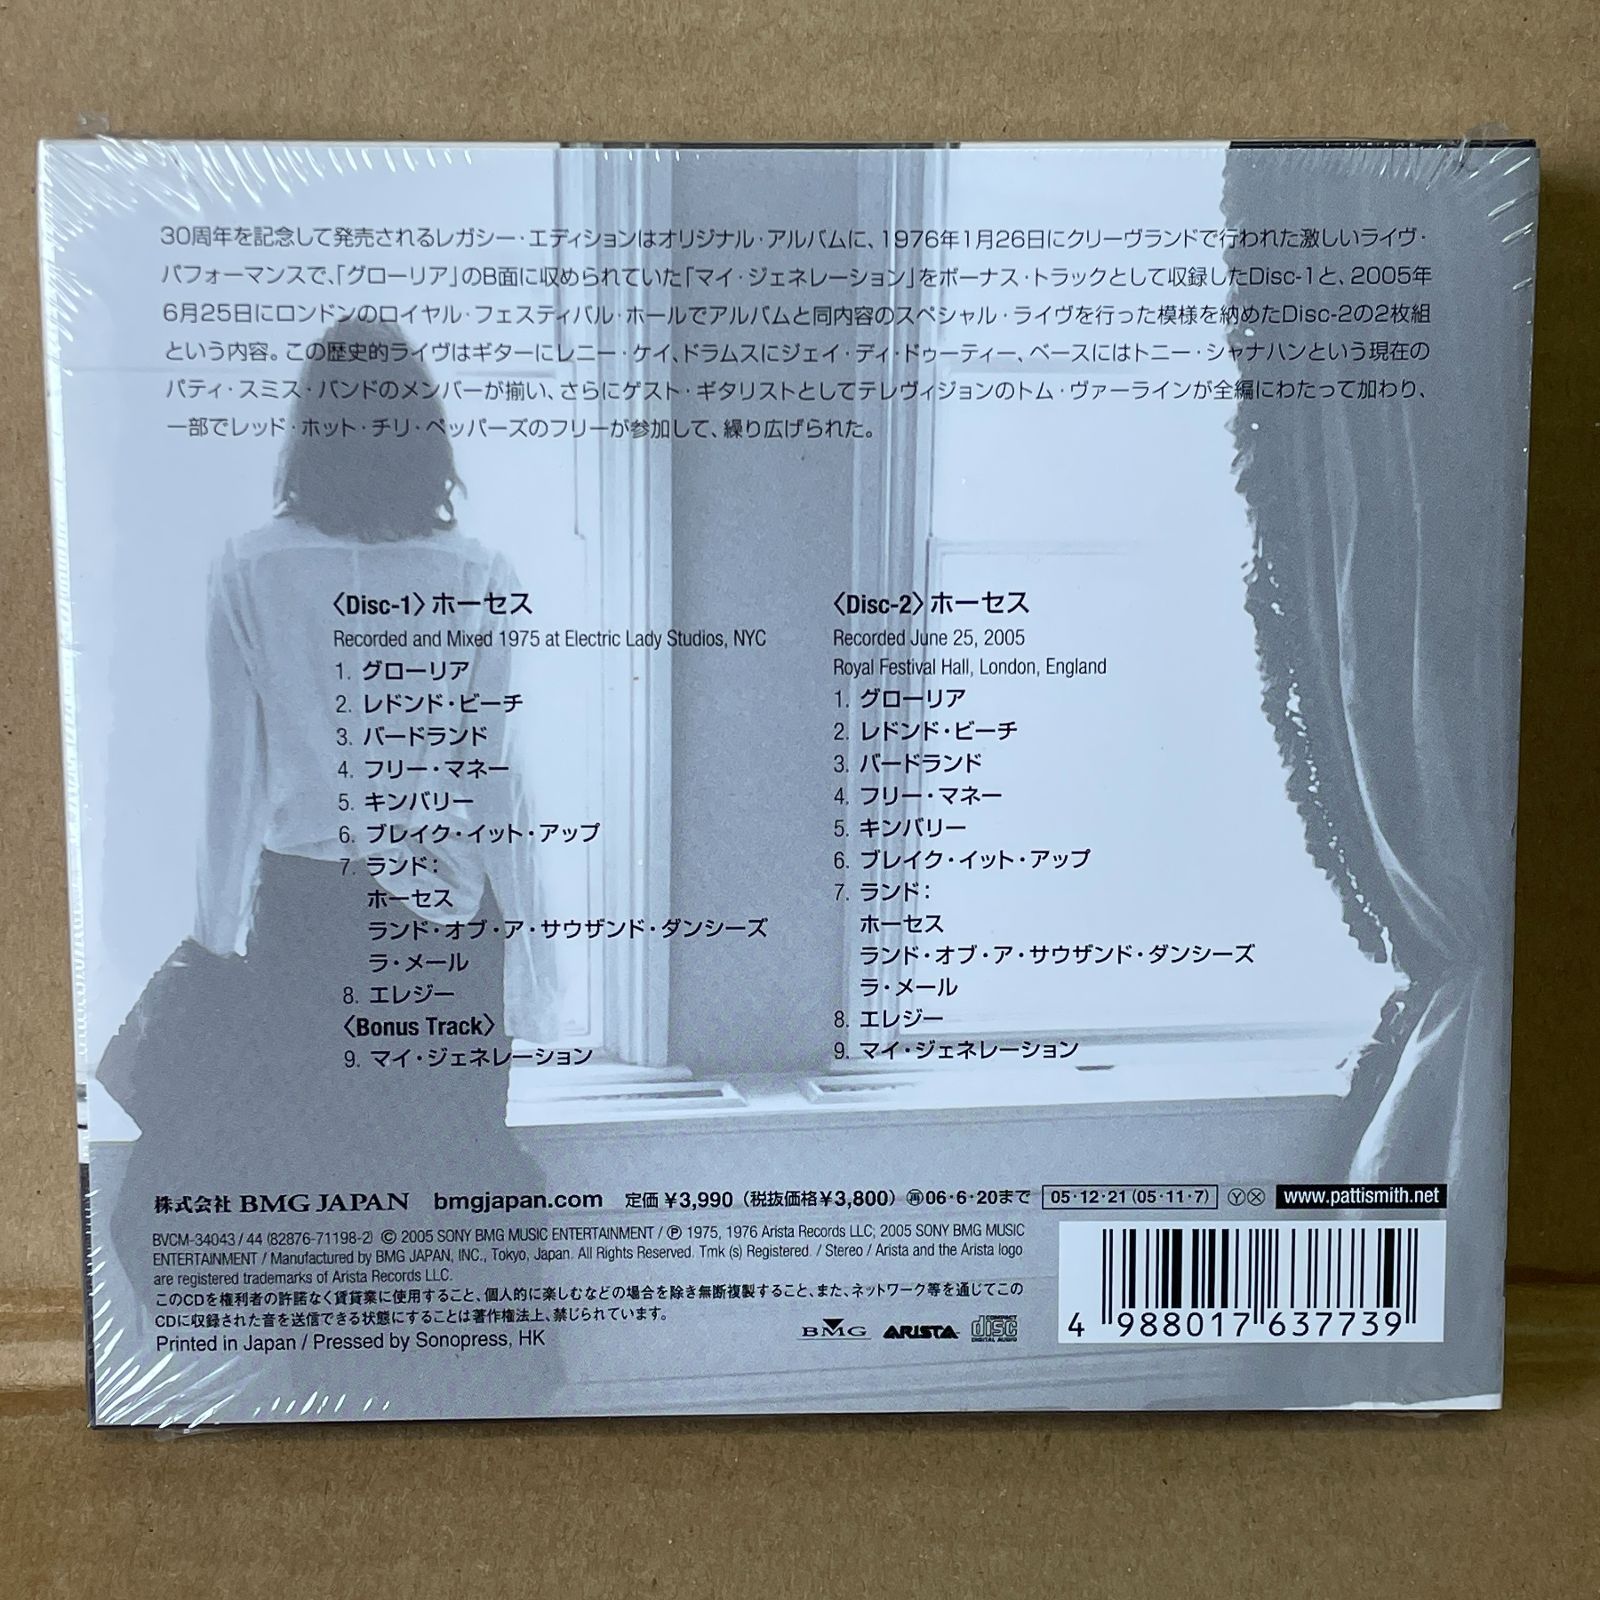 30周年を記念して発売されるレガシー・エディションはオリジナル・アルバムに、1976年1月26日にクリーヴランドで行われた激しいライヴ・
パフォーマンスで、「グローリア」のB面に収められていた「マイ・ジェネレーション」をボーナス・トラックとして収録したDisc-1と、2005年
6月25日にロンドンのロイヤル・フェスティバル・ホールでアルバムと同内容のスペシャル・ライヴを行った模様を納めたDisc-2の2枚組
という内容。この歴史的ライヴはギターにレニー・ケイ、ドラムスにジェイ・ディ・ドゥーティー、ベースにはトニー・シャナハンという現在の
パティ・スミス・バンドのメンバーが揃い、さらにゲスト・ギタリストとしてテレヴィジョンのトム・ヴァーラインが全編にわたって加わり、
一部でレッド・ホット・チリ・ペッパーズのフリーが参加して、繰り広げられた。
〈Disc-1〉ホーセス
Recorded and Mixed 1975 at Electric Lady Studios, NYC
1. グローリア
2. レドンド・ビーチ
3. バードランド
4. フリー・マネー
5. キンバリー
6. ブレイク・イット・アップ
7. ランド：
ホーセス
ランド・オブ・ア・サウザンド・ダンシーズ
ラ・メール
8. エレジー
〈Bonus Track〉
9. マイ・ジェネレーション
〈Disc-2〉ホーセス
Recorded June 25, 2005
Royal Festival Hall, London, England
1. グローリア
2. レドンド・ビーチ
3. バードランド
4. フリー・マネー
5. キンバリー
6. ブレイク・イット・アップ
7. ランド：
ホーセス
ランド・オブ・ア・サウザンド・ダンシーズ
ラ・メール
8. エレジー
9. マイ・ジェネレーション
株式会社 BMG JAPAN bmgjapan.com 定価 ¥3,990（税抜価格¥3,800）㊢06・6・20まで 05・12・21(05・11・7) ⓎⓍ www.pattismith.net
BVCM-34043 / 44 (82876-71198-2) © 2005 SONY BMG MUSIC ENTERTAINMENT / ℗ 1975, 1976 Arista Records LLC; 2005 SONY BMG MUSIC
ENTERTAINMENT / Manufactured by BMG JAPAN, INC., Tokyo, Japan. All Rights Reserved. Tmk (s) Registered. / Stereo / Arista and the Arista logo
are registered trademarks of Arista Records LLC.
このCDを権利者の許諾なく賃貸業に使用すること、個人的に楽しむなどの場合を除き無断複製すること、また、ネットワーク等を通じてこの
CDに収録された音を送信できる状態にすることは著作権法上、禁じられています。
Printed in Japan / Pressed by Sonopress, HK
BMG ARISTA COMPACT disc DIGITAL AUDIO
4 988017 637739